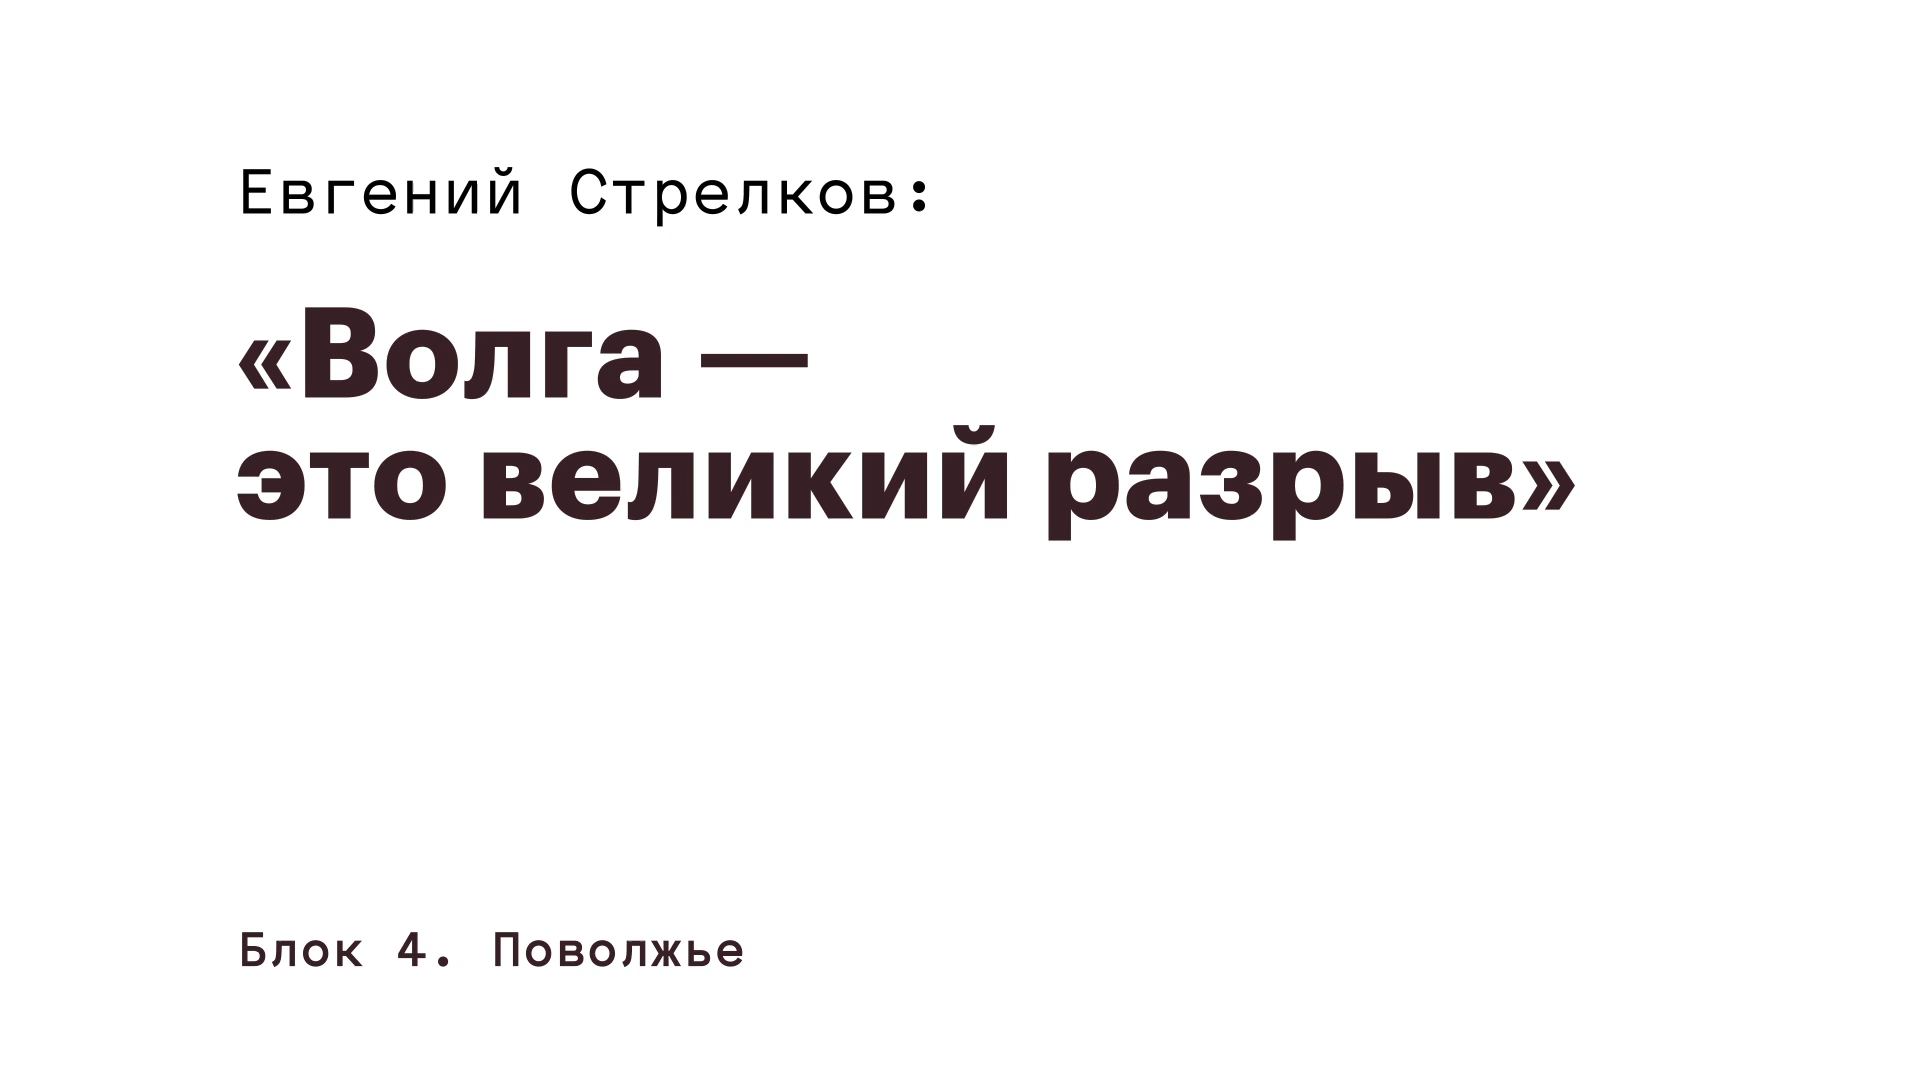 Евгений Стрелков:
«Волга —
это великий разрыв»
Блок 4. Поволжье